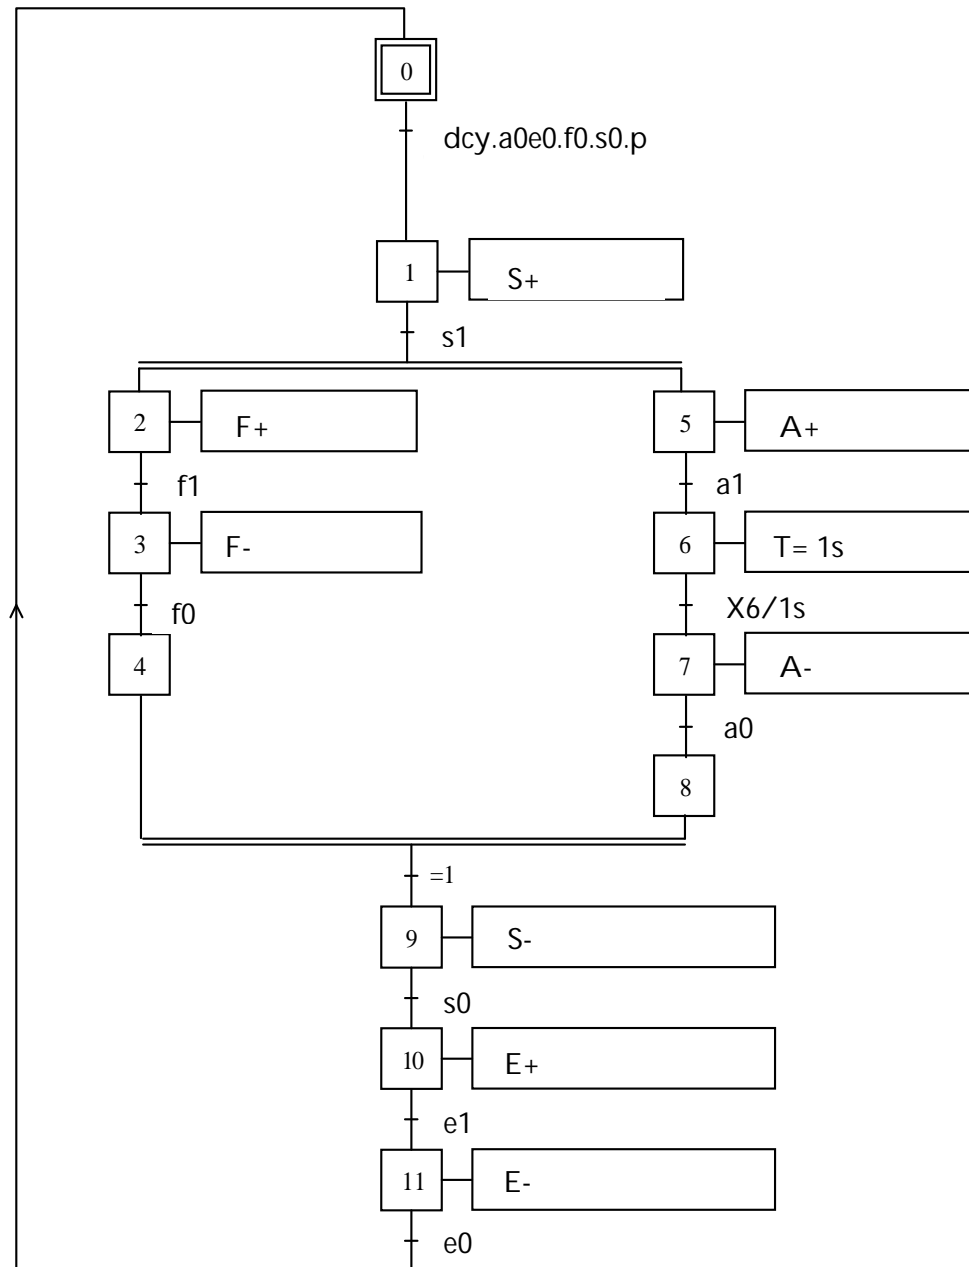 0
dcy.a0e0.f0.s0.p
1 S+
s1
2 F+ 5 A+
f1 a1
3 F- 6 T= 1s
f0 X6/1s
4 7 A-
a0
8
=1
9 S-
s0
10 E+
e1
11 E-
e0